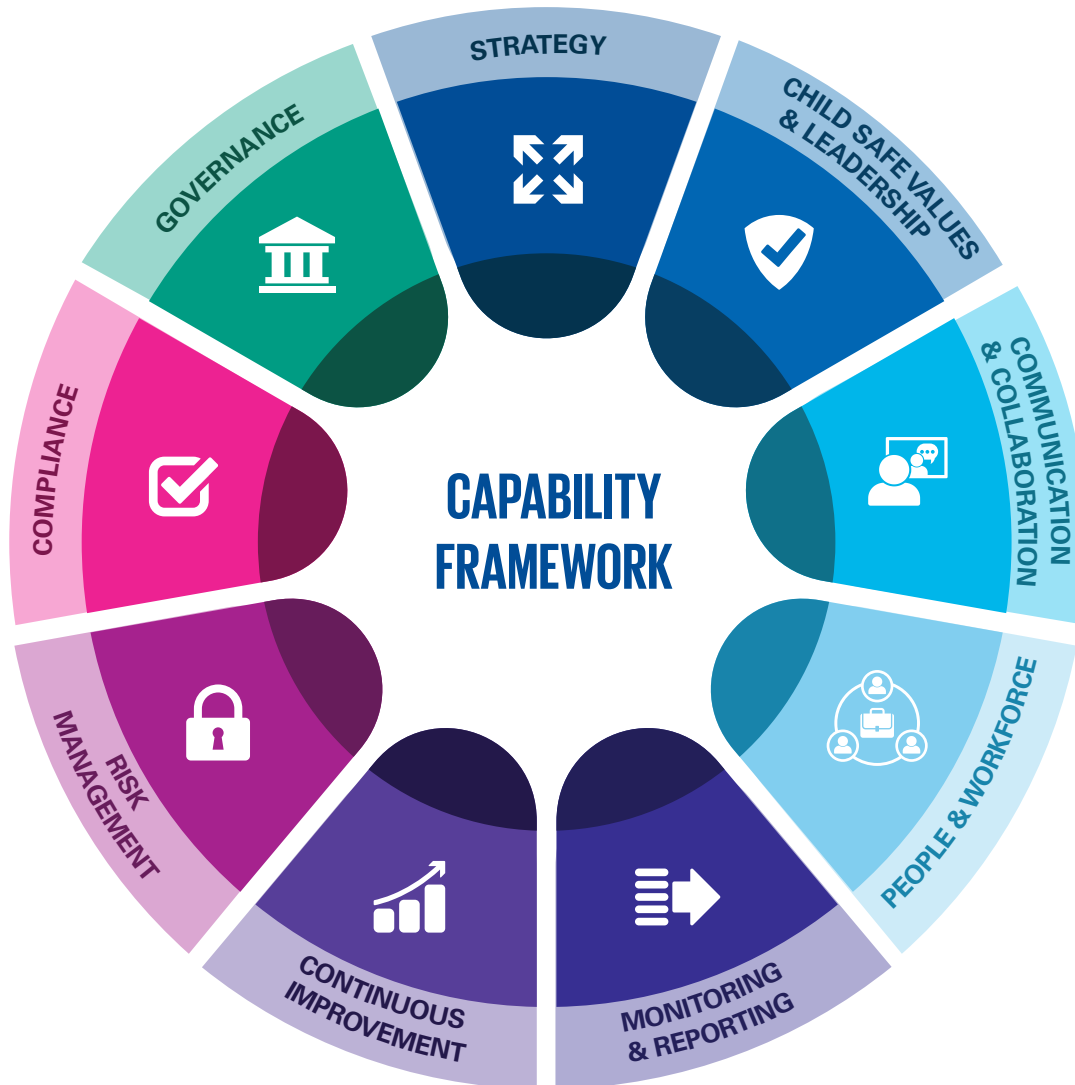 STRATEGY
CHILD SAFE VALUES
& LEADERSHIP
COMMUNICATION
& COLLABORATION
PEOPLE & WORKFORCE
MONITORING
& REPORTING
CONTINUOUS
IMPROVEMENT
RISK
MANAGEMENT
COMPLIANCE
GOVERNANCE
CAPABILITY
FRAMEWORK